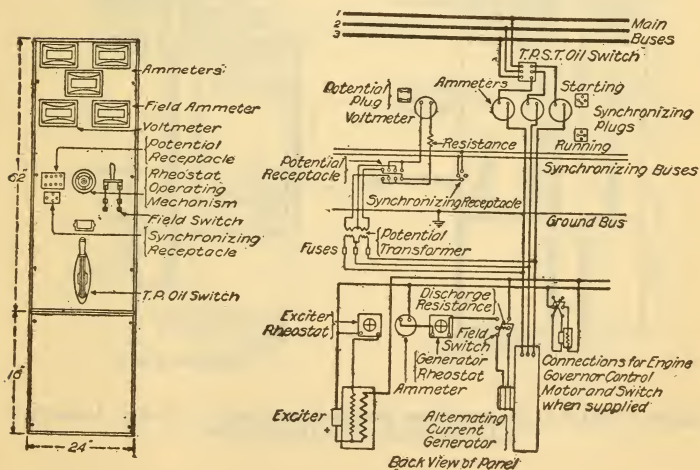 Ammeters
Field Ammeter
Voltmeter
Potential
Receptacle
Rheostat
Operating
Mechanism
Field Switch
Synchronizing
Receptacle
T.P. Oil Switch
62"
16"
24"
1
2
3
Main
Buses
T.P.S.T. Oil Switch
Ammeters
Starting
Synchronizing
Plugs
Running
Potential
Plug
Voltmeter
Resistance
Potential
Receptacle
Synchronizing Buses
Synchronizing Receptacle
Ground Bus
Potential
Transformer
Fuses
Discharge
Resistance
Exciter
Rheostat
Field
Switch
Generator
Rheostat
Ammeter
Exciter
+
Alternating
Current
Generator
Connections for Engine
Governor Control
Motor and Switch
when supplied
Back View of Panel